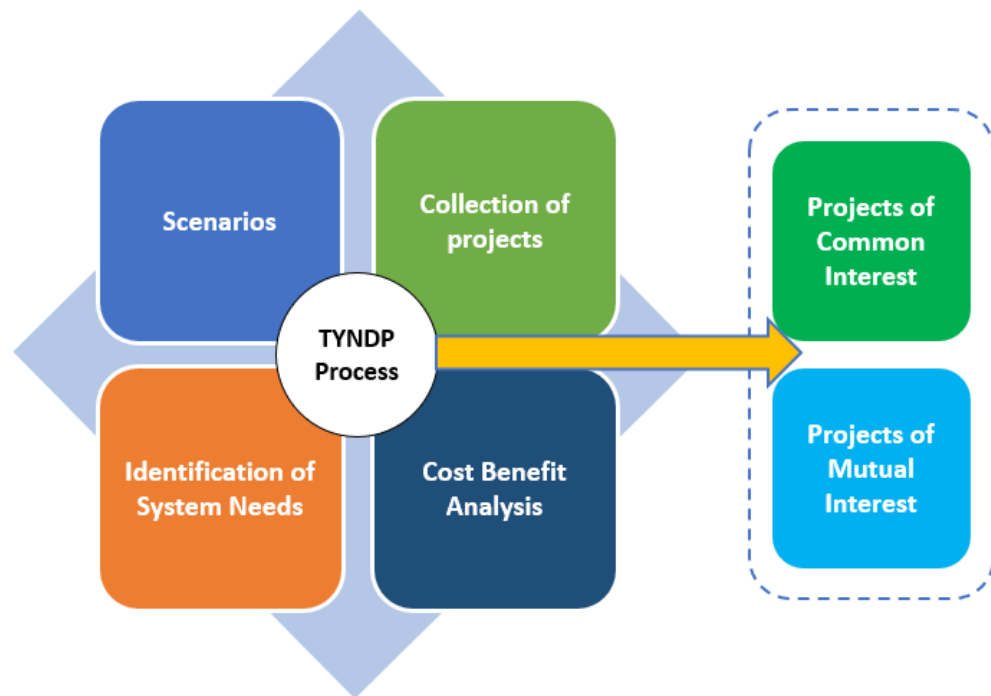 Scenarios
Collection of
projects
TYNDP
Process
Identification of
System Needs
Cost Benefit
Analysis
Projects of
Common
Interest
Projects of
Mutual
Interest